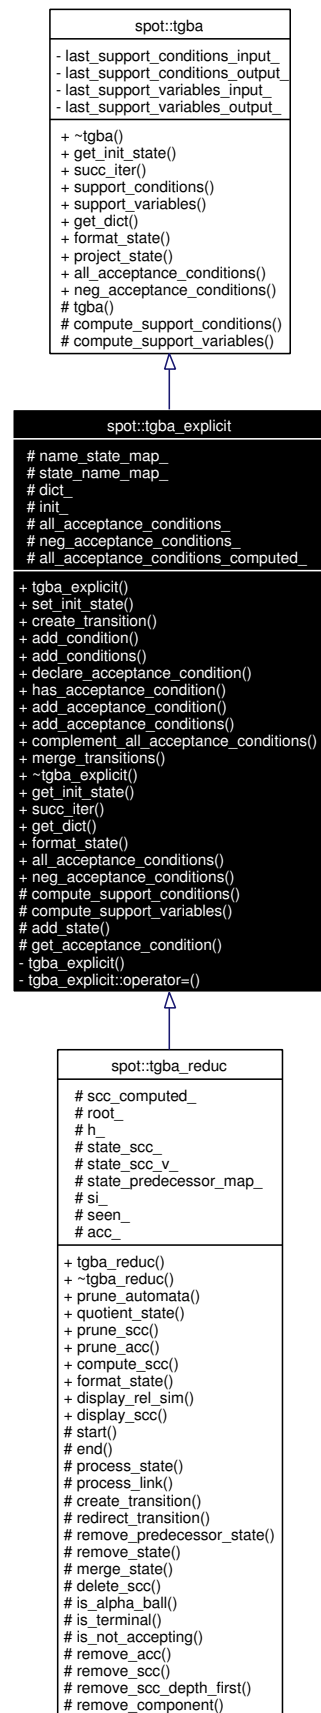 spot::tgba
- last_support_conditions_input_
- last_support_conditions_output_
- last_support_variables_input_
- last_support_variables_output_
+ ~tgba()
+ get_init_state()
+ succ_iter()
+ support_conditions()
+ support_variables()
+ get_dict()
+ format_state()
+ project_state()
+ all_acceptance_conditions()
+ neg_acceptance_conditions()
# tgba()
# compute_support_conditions()
# compute_support_variables()
spot::tgba_explicit
# name_state_map_
# state_name_map_
# dict_
# init_
# all_acceptance_conditions_
# neg_acceptance_conditions_
# all_acceptance_conditions_computed_
+ tgba_explicit()
+ set_init_state()
+ create_transition()
+ add_condition()
+ add_conditions()
+ declare_acceptance_condition()
+ has_acceptance_condition()
+ add_acceptance_condition()
+ add_acceptance_conditions()
+ complement_all_acceptance_conditions()
+ merge_transitions()
+ ~tgba_explicit()
+ get_init_state()
+ succ_iter()
+ get_dict()
+ format_state()
+ all_acceptance_conditions()
+ neg_acceptance_conditions()
# compute_support_conditions()
# compute_support_variables()
# add_state()
# get_acceptance_condition()
- tgba_explicit()
- tgba_explicit::operator=()
spot::tgba_reduc
# scc_computed_
# root_
# h_
# state_scc_
# state_scc_v_
# state_predecessor_map_
# si_
# seen_
# acc_
+ tgba_reduc()
+ ~tgba_reduc()
+ prune_automata()
+ quotient_state()
+ prune_scc()
+ prune_acc()
+ compute_scc()
+ format_state()
+ display_rel_sim()
+ display_scc()
# start()
# end()
# process_state()
# process_link()
# create_transition()
# redirect_transition()
# remove_predecessor_state()
# remove_state()
# merge_state()
# delete_scc()
# is_alpha_ball()
# is_terminal()
# is_not_accepting()
# remove_acc()
# remove_scc()
# remove_scc_depth_first()
# remove_component()